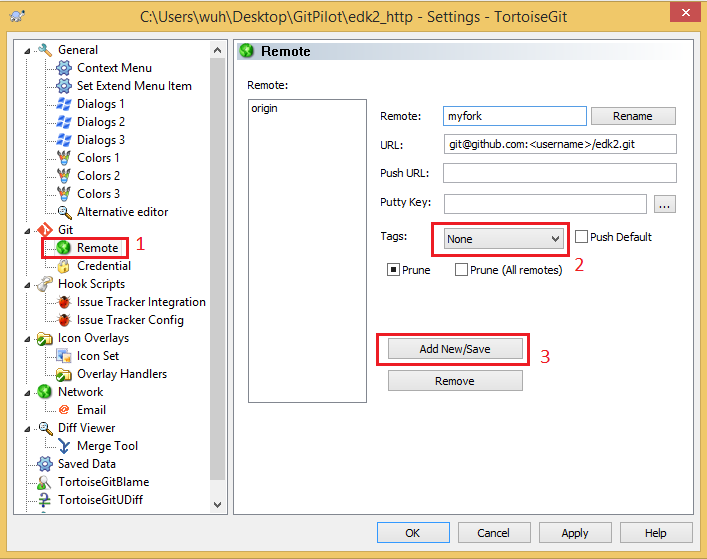 C:\Users\wuh\Desktop\GitPilot\edk2_http - Settings - TortoiseGit
General
Context Menu
Set Extend Menu Item
Dialogs 1
Dialogs 2
Dialogs 3
Colors 1
Colors 2
Colors 3
Alternative editor
Git
Remote 1
Credential
Hook Scripts
Issue Tracker Integration
Issue Tracker Config
Icon Overlays
Icon Set
Overlay Handlers
Network
Email
Diff Viewer
Merge Tool
Saved Data
TortoiseGitBlame
TortoiseGitUDiff
Remote
Remote:
origin
Remote: myfork Rename
URL: git@github.com:<username>/edk2.git
Push URL:
Putty Key: ...
Tags: None Push Default
2
Prune Prune (All remotes)
Add New/Save 3
Remove
OK Cancel Apply Help